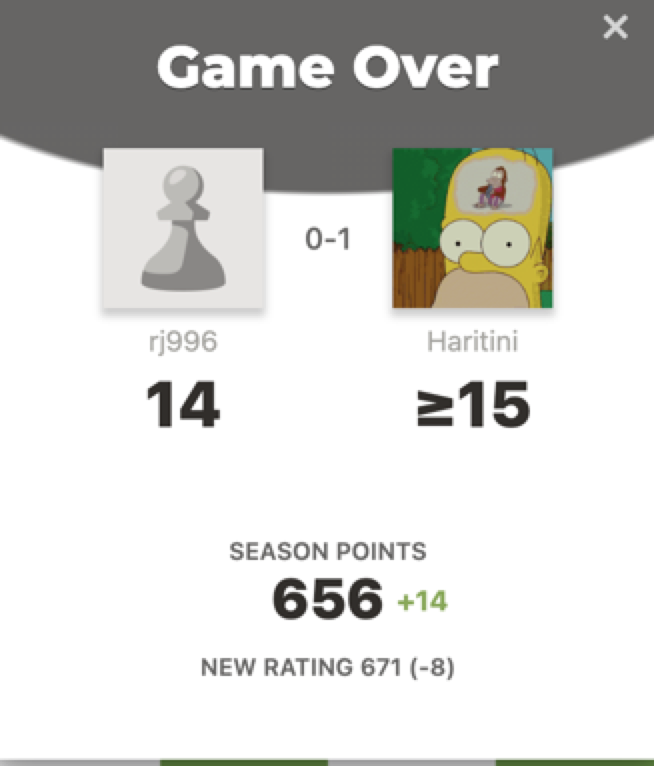 Game Over
0-1
rj996 Haritini
14 ≥15
SEASON POINTS
656 +14
NEW RATING 671 (-8)